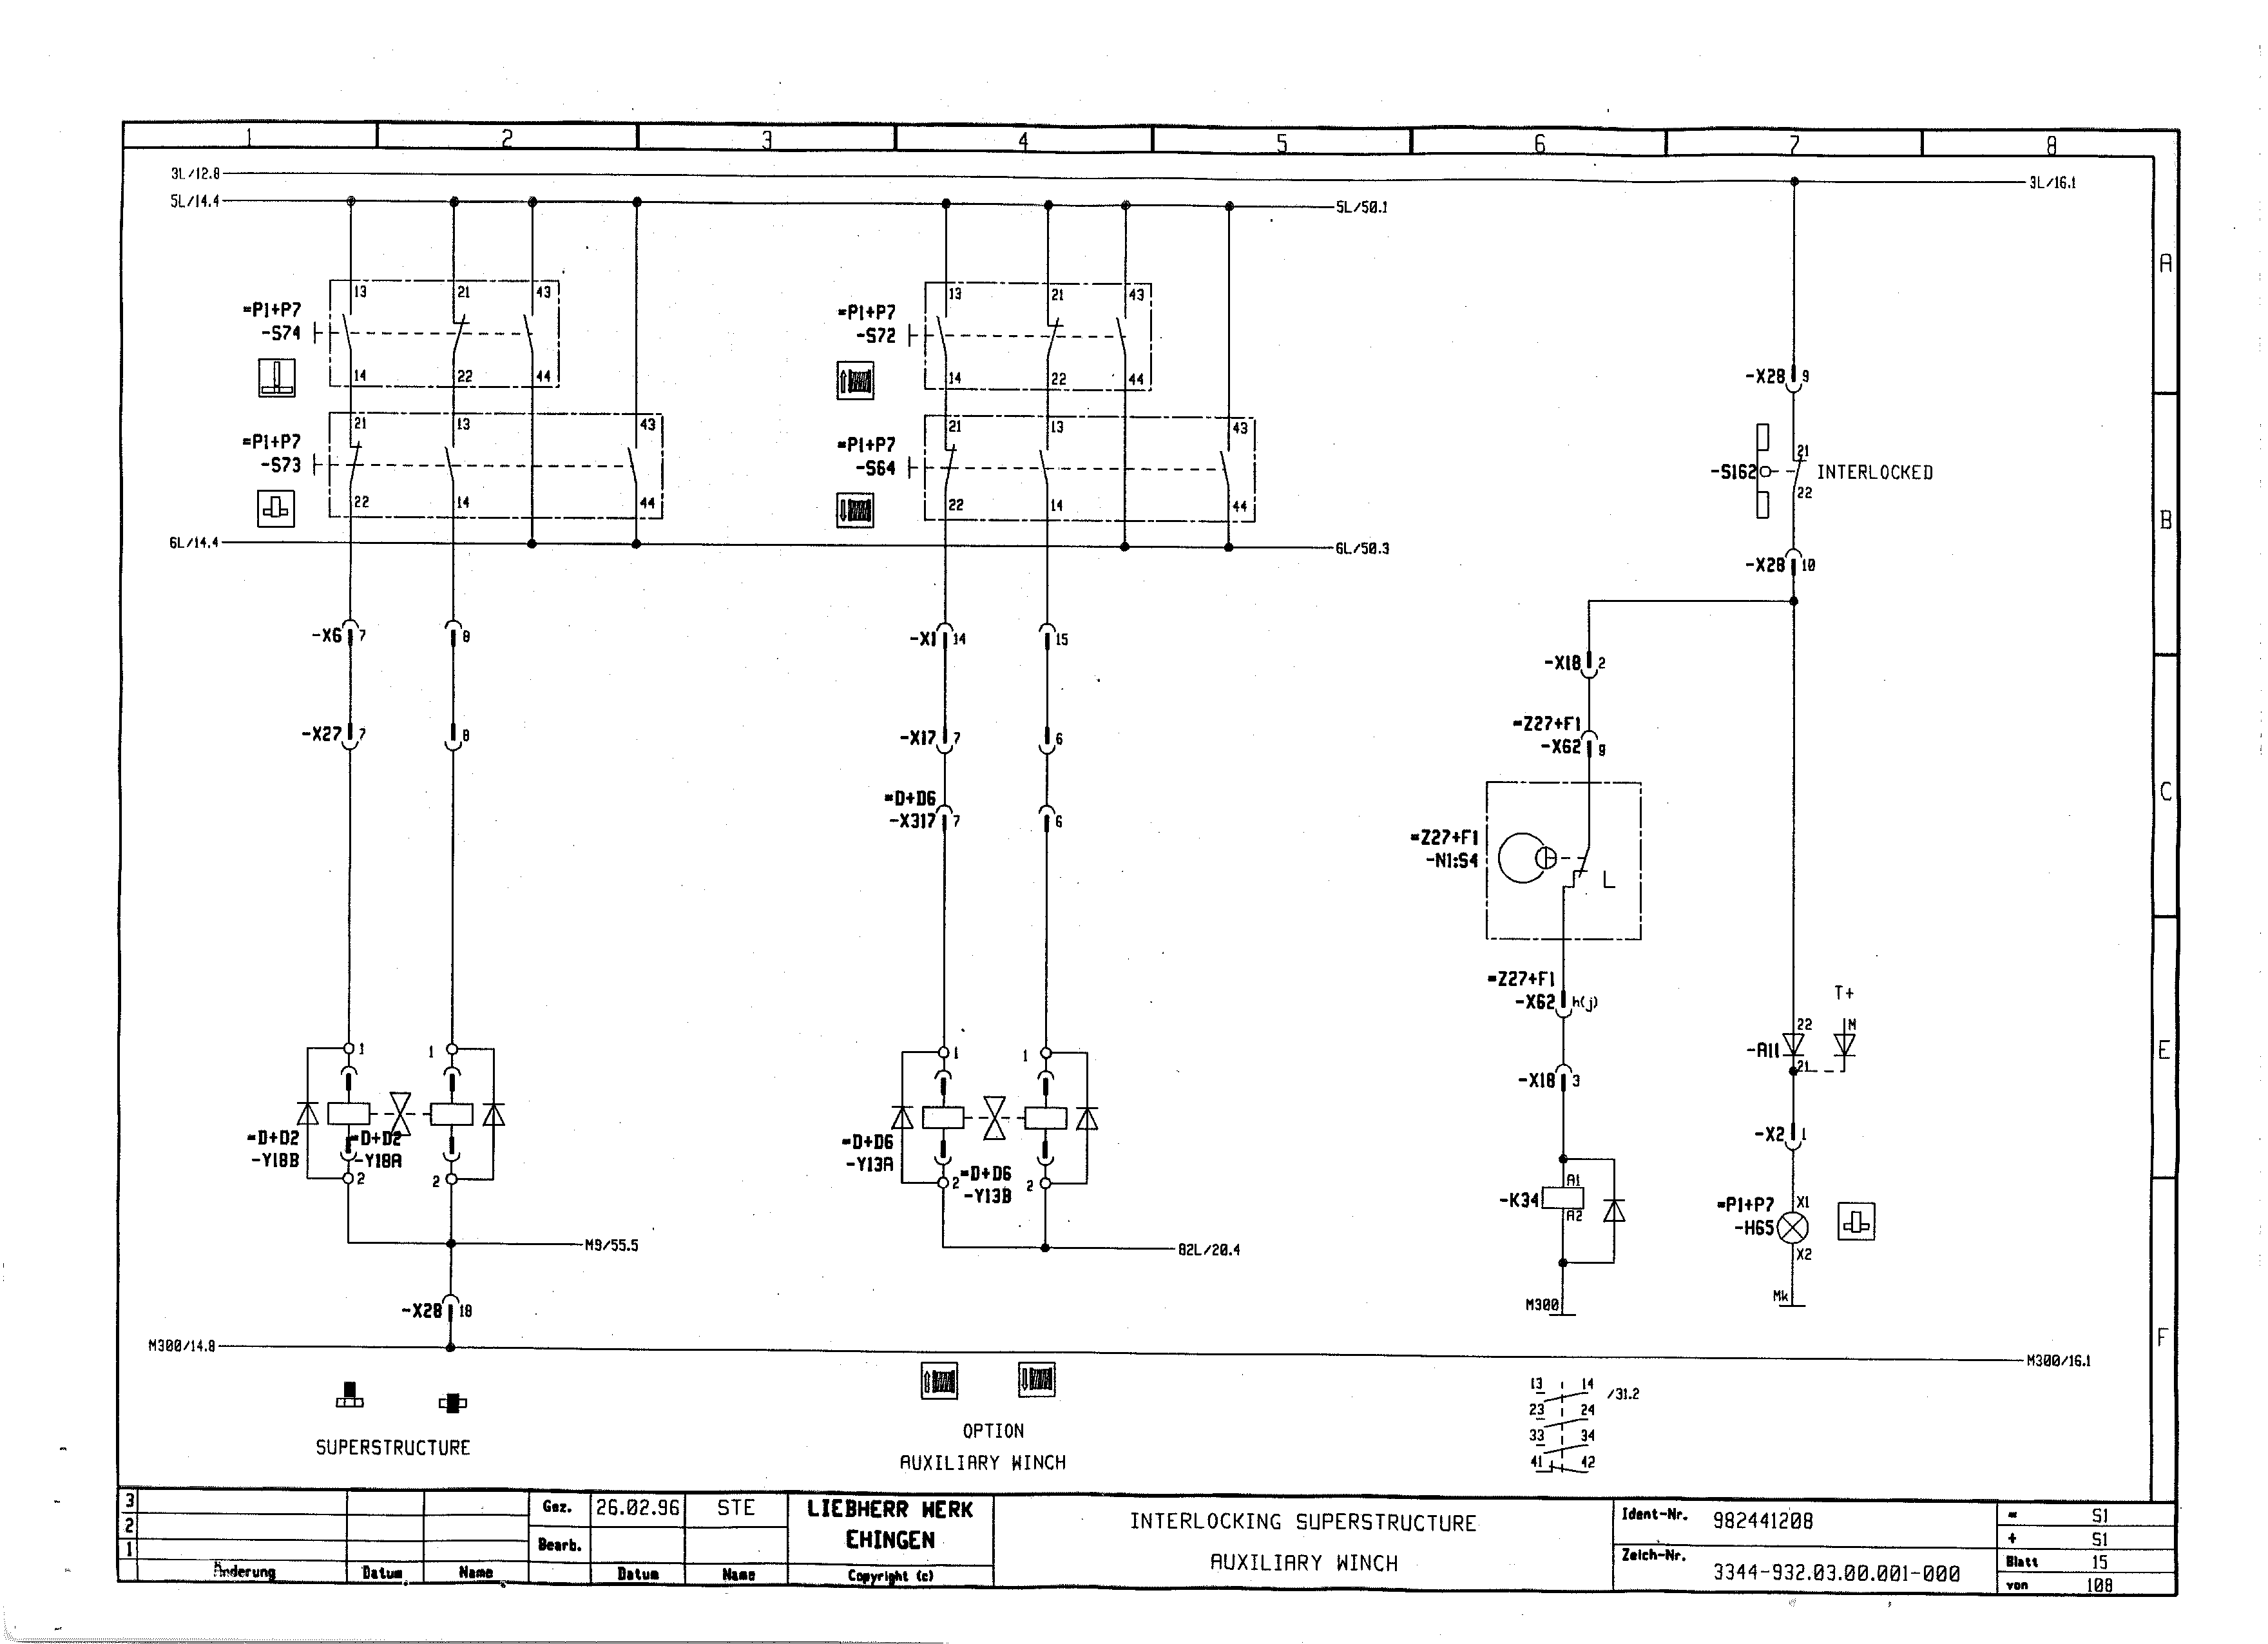 1 2 3 4 5 6 7 8
3L/12.8
3L/16.1
5L/14.4
5L/50.1
A
13 21 43
=P1+P7
-S74
14 22 44
13 21 43
=P1+P7
-S72
14 22 44
-X28 9
21 13 43
=P1+P7
-S73
22 14 44
21 13 43
=P1+P7
-S64
22 14 44
21
-S162 INTERLOCKED
22
B
6L/14.4
6L/50.3
-X28 10
-X6 7 8
-X1 14 15
-X18 2
-X27 7 8
-X17 7 6
=Z27+F1
-X62 g
C
=D+D6
-X317 7 6
=Z27+F1
-N1:S4
L
=Z27+F1
-X62 h(j)
T+
22 M
-A11
21
E
1 1
1 1
-X18 3
=D+D2
-Y18B
=D+D2
-Y18A
2 2
=D+D6
-Y13A
=D+D6
-Y13B
2 2
-X2 1
A1
-K34
A2
=P1+P7
-H65
X1
X2
M9/55.5
82L/20.4
-X28 18
M300
Mk
M300/14.8
M300/16.1
F
13 14 /31.2
23 24
33 34
41 42
SUPERSTRUCTURE
OPTION
AUXILIARY WINCH
3
2
1
Änderung Datum Name
Gez. 26.02.96 STE
Bearb.
Datum Name
LIEBHERR WERK
EHINGEN
Copyright (c)
INTERLOCKING SUPERSTRUCTURE
AUXILIARY WINCH
Ident-Nr. 982441208
Zeich-Nr. 3344-932.03.00.001-000
= S1
+ S1
Blatt 15
von 108